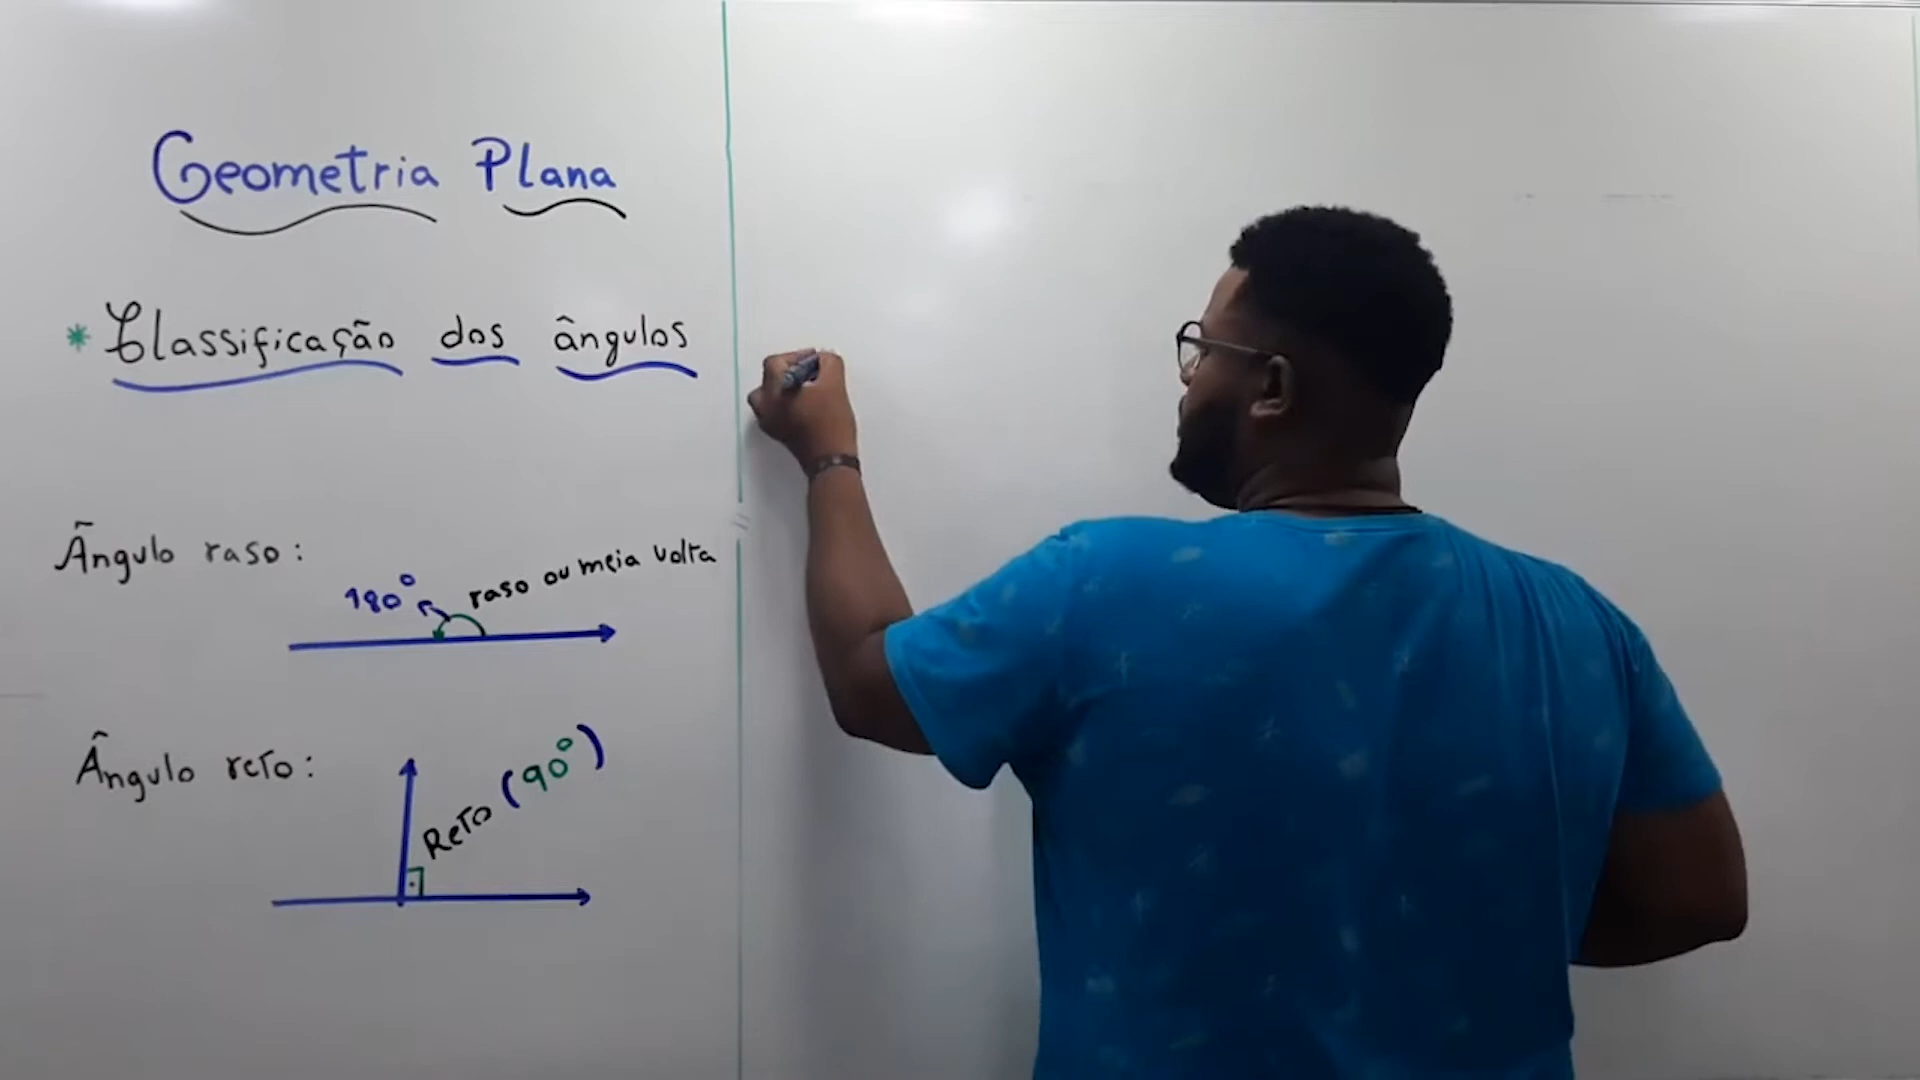 Geometria Plana
* Classificação dos ângulos
Ângulo raso:
180° raso ou meia volta
Ângulo reto:
Reto (90°)